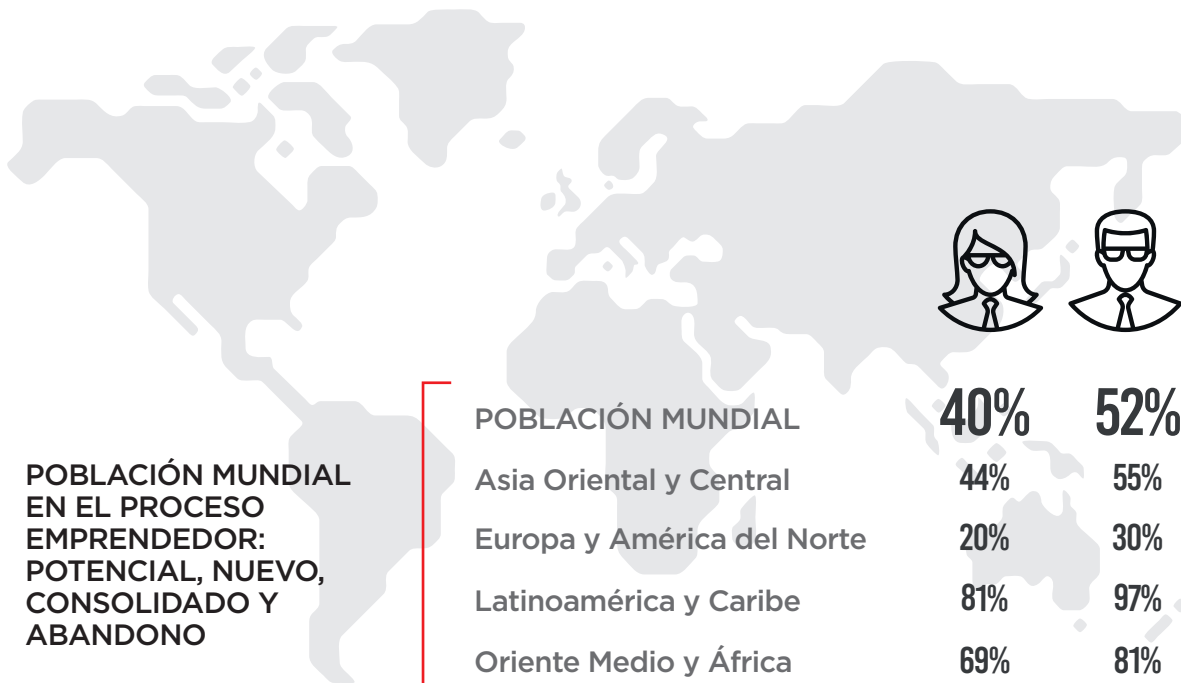 POBLACIÓN MUNDIAL
EN EL PROCESO
EMPRENDEDOR:
POTENCIAL, NUEVO,
CONSOLIDADO Y
ABANDONO
POBLACIÓN MUNDIAL 40% 52%
Asia Oriental y Central 44% 55%
Europa y América del Norte 20% 30%
Latinoamérica y Caribe 81% 97%
Oriente Medio y África 69% 81%